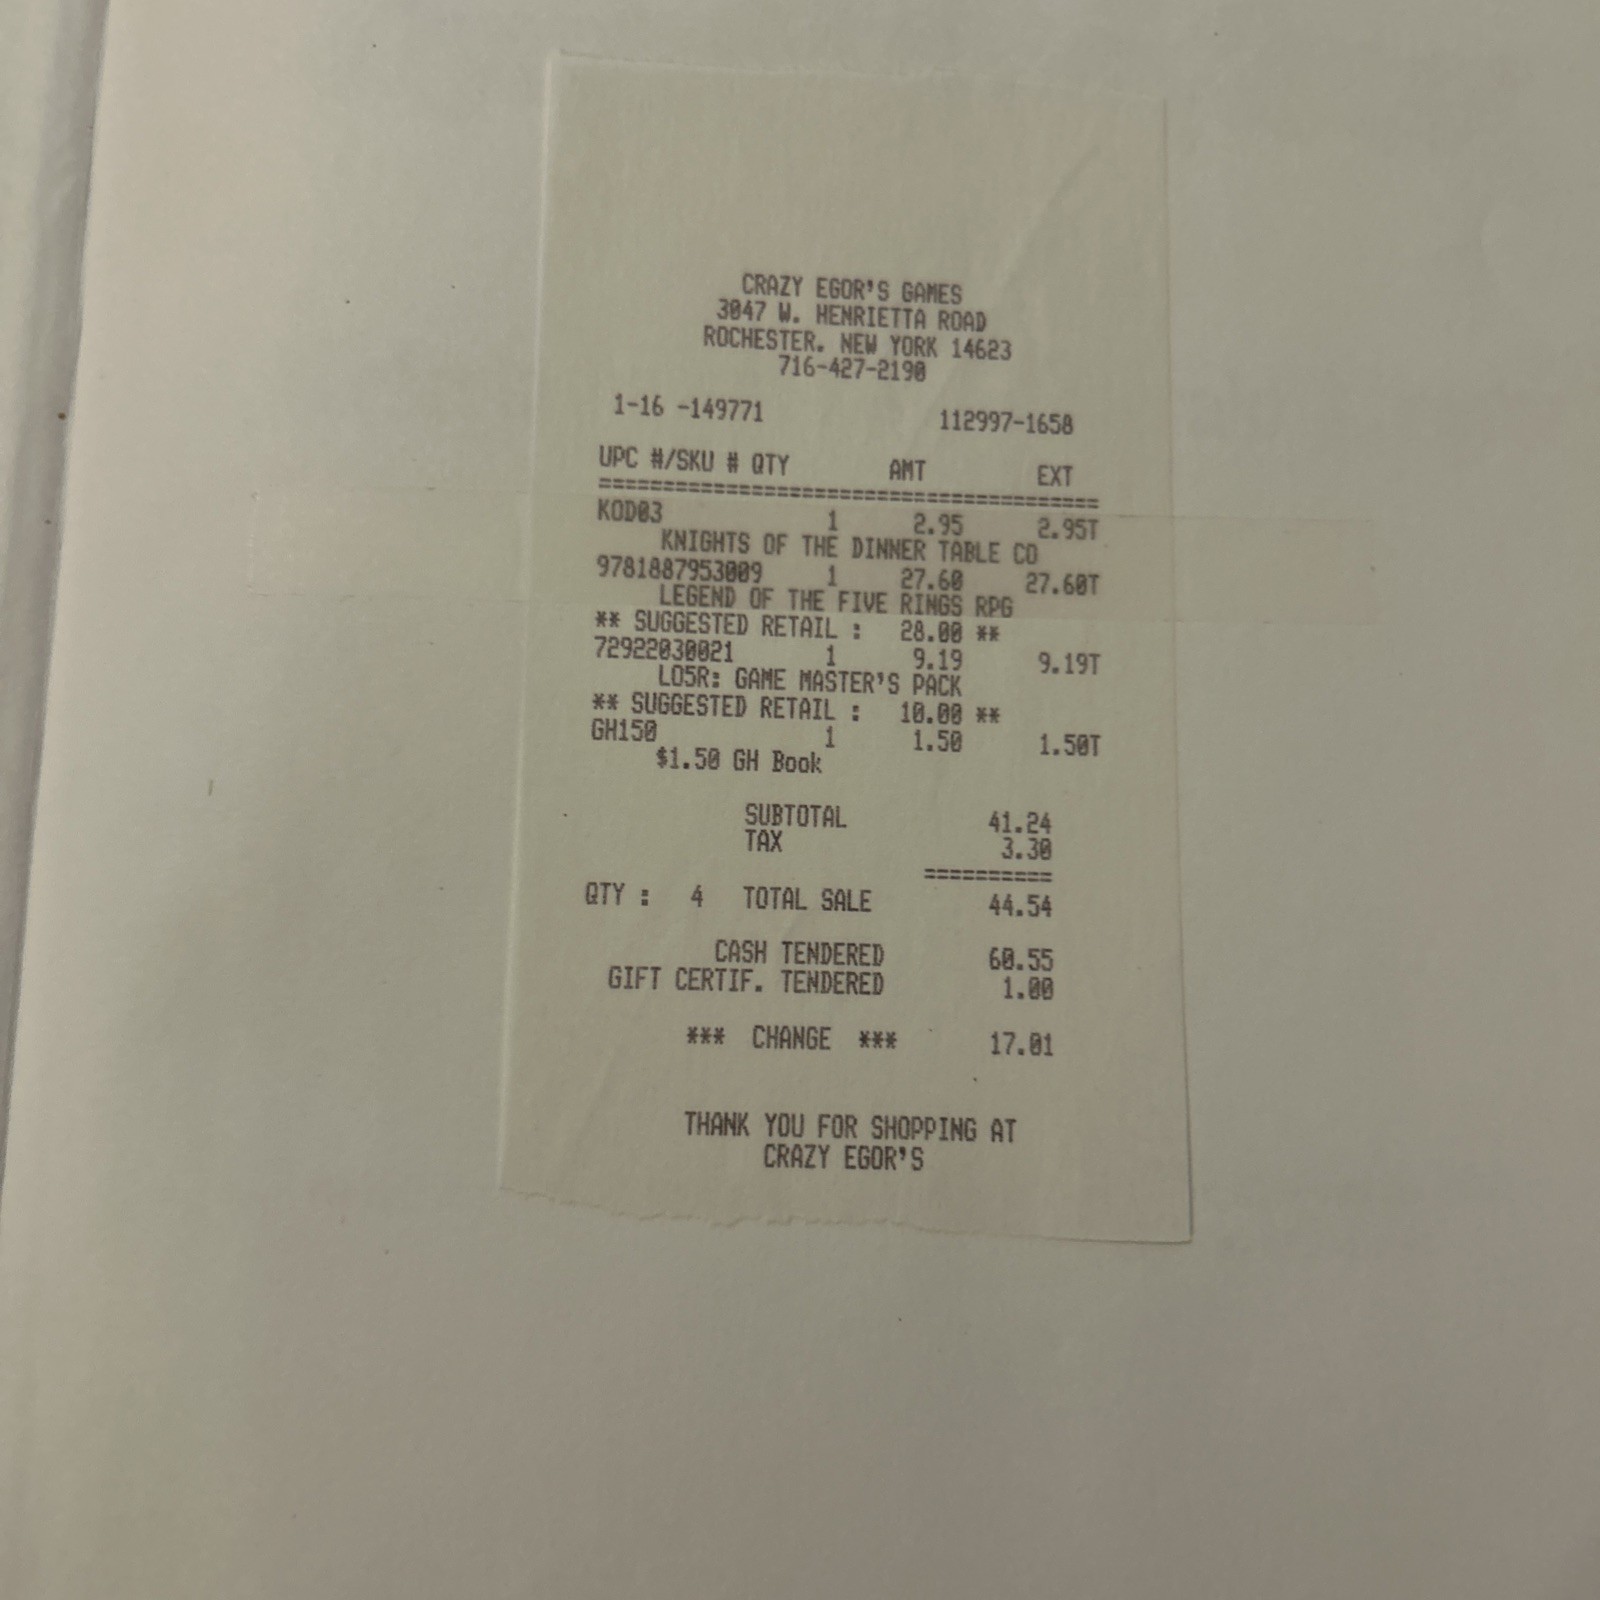 CRAZY EGOR'S GAMES
3047 W. HENRIETTA ROAD
ROCHESTER. NEW YORK 14623
716-427-2190
1-16 -149771 112997-1658
UPC #/SKU # QTY AMT EXT
=======================================
KOD03 1 2.95 2.95T
KNIGHTS OF THE DINNER TABLE CO
9781887953009 1 27.60 27.60T
LEGEND OF THE FIVE RINGS RPG
** SUGGESTED RETAIL : 28.00 **
72922030021 1 9.19 9.19T
LO5R: GAME MASTER'S PACK
** SUGGESTED RETAIL : 10.00 **
GH150 1 1.50 1.50T
$1.50 GH Book
SUBTOTAL 41.24
TAX 3.30
==========
QTY : 4 TOTAL SALE 44.54
CASH TENDERED 60.55
GIFT CERTIF. TENDERED 1.00
*** CHANGE *** 17.01
THANK YOU FOR SHOPPING AT
CRAZY EGOR'S